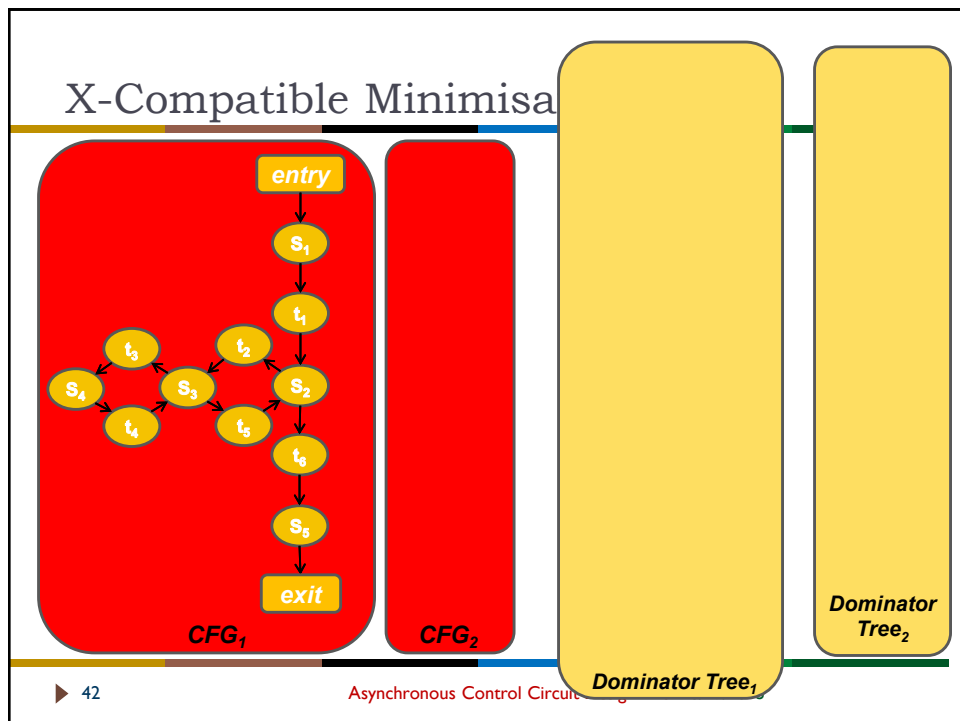 X-Compatible Minimisa
entry
S₁
t₁
t₃
t₂
S₄
S₃
S₂
t₄
t₅
t₆
S₅
exit
CFG₁
CFG₂
Dominator Tree₁
Dominator
Tree₂
42
Asynchronous Control Circuit